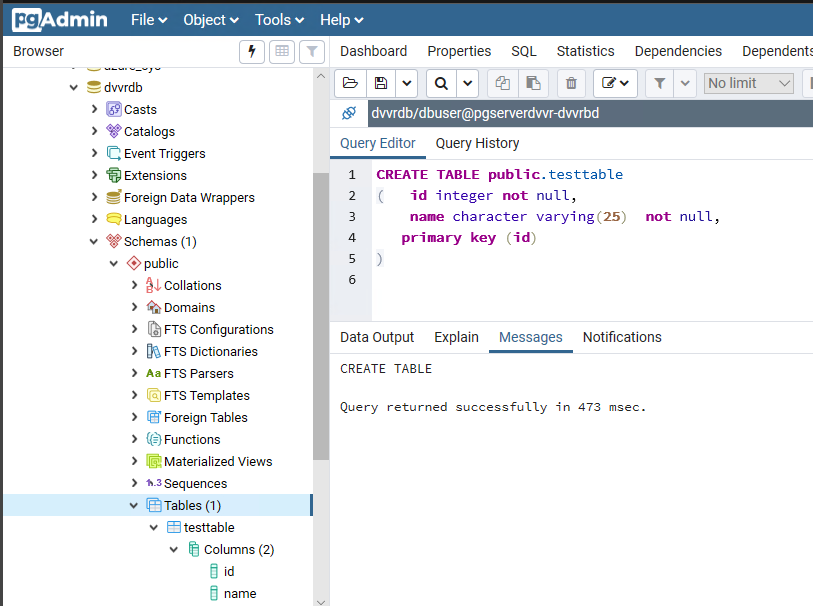 pgAdmin File Object Tools Help
Browser
Dashboard Properties SQL Statistics Dependencies Dependents
azure_sys
dvvrdb
Casts
Catalogs
Event Triggers
Extensions
Foreign Data Wrappers
Languages
Schemas (1)
public
Collations
Domains
FTS Configurations
FTS Dictionaries
Aa FTS Parsers
FTS Templates
Foreign Tables
Functions
Materialized Views
1..3 Sequences
Tables (1)
testtable
Columns (2)
id
name
No limit
dvvrdb/dbuser@pgserverdvvr-dvvrbd
Query Editor Query History
1 CREATE TABLE public.testtable
2 ( id integer not null,
3 name character varying(25) not null,
4 primary key (id)
5 )
6
Data Output Explain Messages Notifications
CREATE TABLE
Query returned successfully in 473 msec.